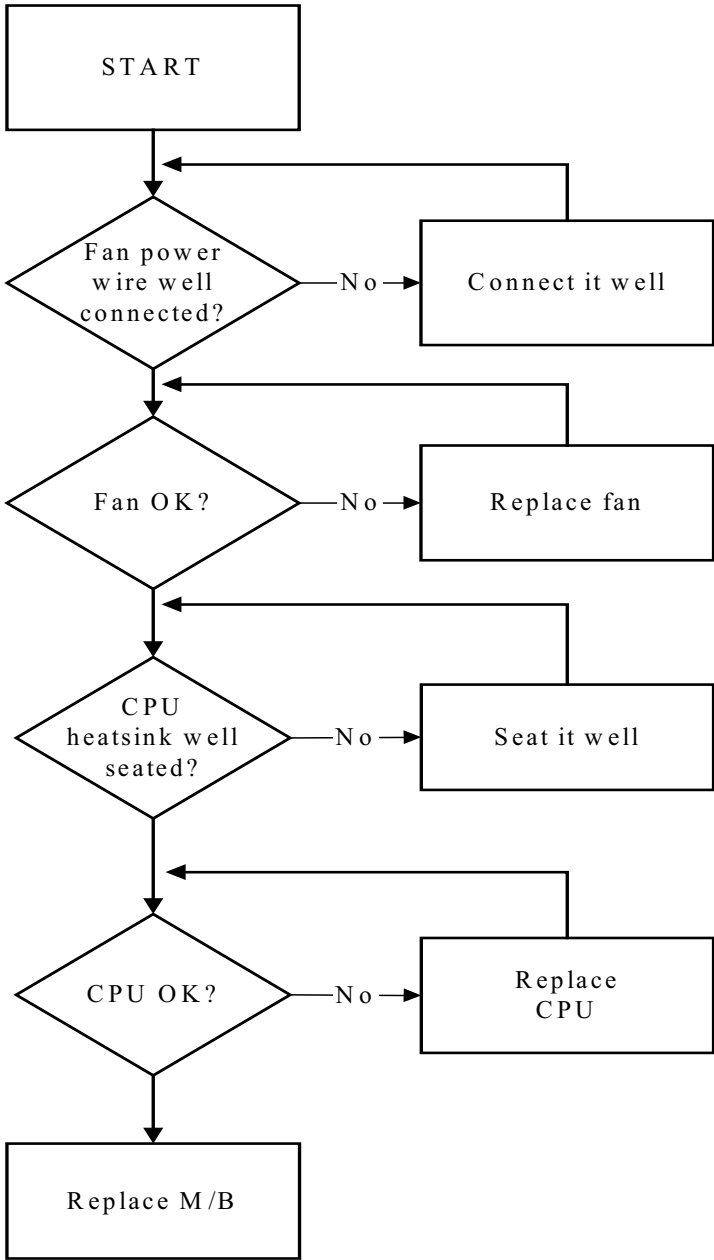 START
Fan power
wire well
connected?
No
Connect it well
Fan OK?
No
Replace fan
CPU
heatsink well
seated?
No
Seat it well
CPU OK?
No
Replace
CPU
Replace M/B